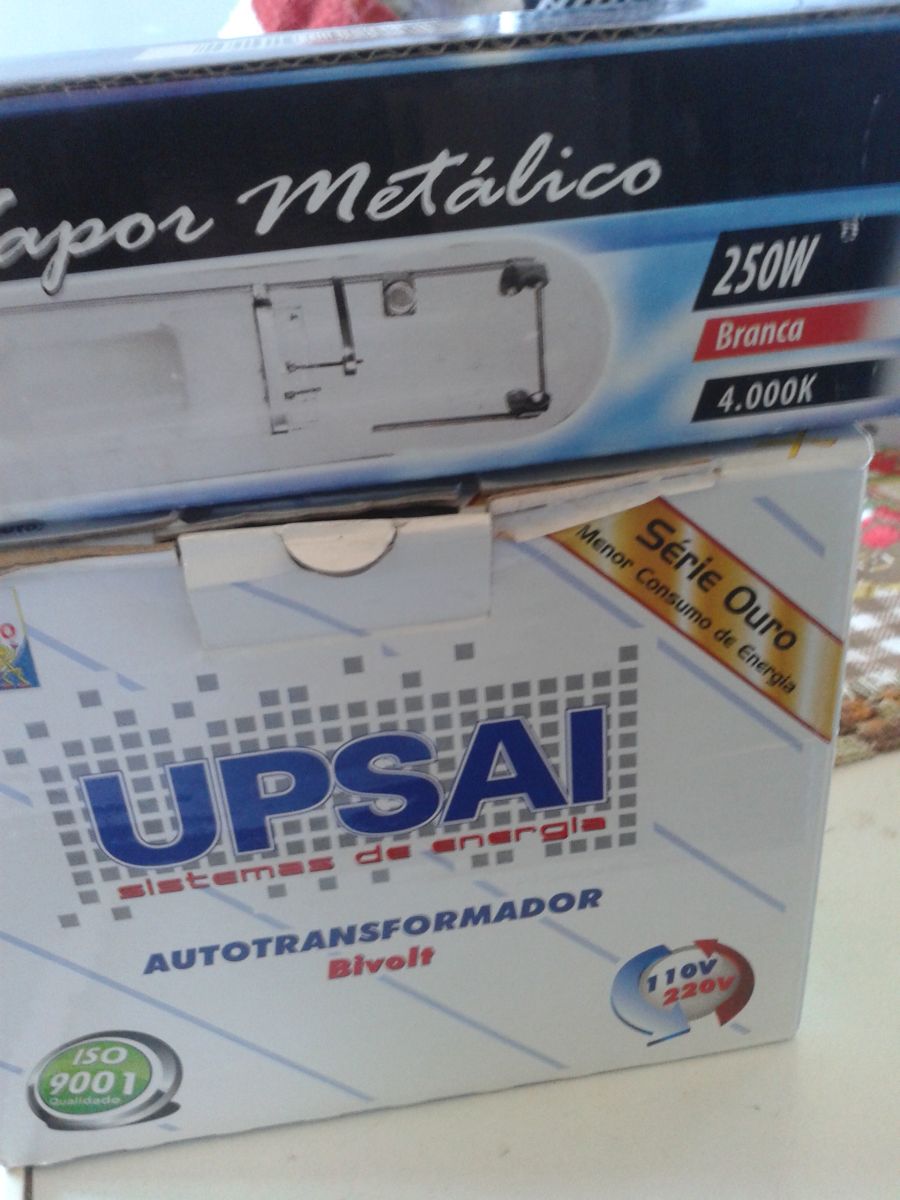 Vapor Metálico
250W
Branca
4.000K
Série Ouro
Menor Consumo de Energia
UPSAI
sistemas de energia
AUTOTRANSFORMADOR
Bivolt
110V
220V
ISO
9001
Qualidade